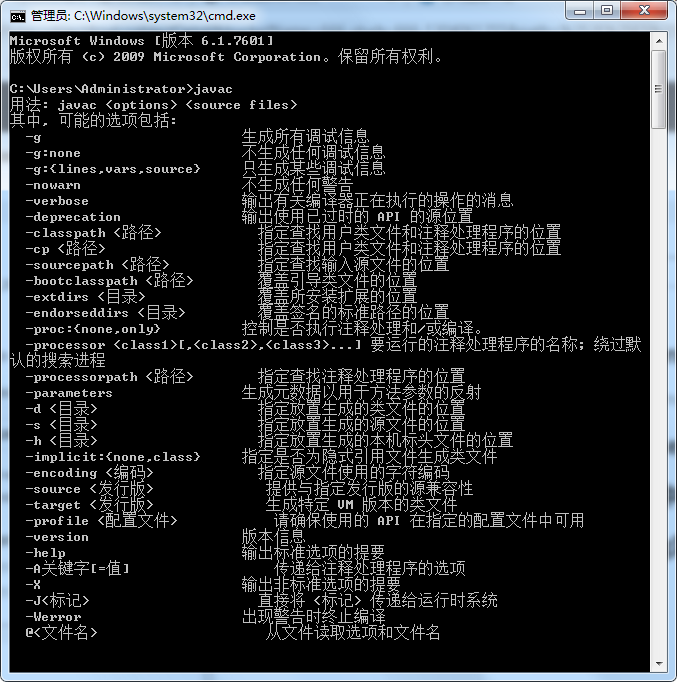 管理员: C:\Windows\system32\cmd.exe
Microsoft Windows [版本 6.1.7601]
版权所有 (c) 2009 Microsoft Corporation。保留所有权利。
C:\Users\Administrator>javac
用法: javac <options> <source files>
其中, 可能的选项包括:
-g 生成所有调试信息
-g:none 不生成任何调试信息
-g:{lines,vars,source} 只生成某些调试信息
-nowarn 不生成任何警告
-verbose 输出有关编译器正在执行的操作的消息
-deprecation 输出使用已过时的 API 的源位置
-classpath <路径> 指定查找用户类文件和注释处理程序的位置
-cp <路径> 指定查找用户类文件和注释处理程序的位置
-sourcepath <路径> 指定查找输入源文件的位置
-bootclasspath <路径> 覆盖引导类文件的位置
-extdirs <目录> 覆盖所安装扩展的位置
-endorseddirs <目录> 覆盖签名的标准路径的位置
-proc:{none,only} 控制是否执行注释处理和/或编译。
-processor <class1>[,<class2>,<class3>...] 要运行的注释处理程序的名称; 绕过默
认的搜索进程
-processorpath <路径> 指定查找注释处理程序的位置
-parameters 生成元数据以用于方法参数的反射
-d <目录> 指定放置生成的类文件的位置
-s <目录> 指定放置生成的源文件的位置
-h <目录> 指定放置生成的本机标头文件的位置
-implicit:{none,class} 指定是否为隐式引用文件生成类文件
-encoding <编码> 指定源文件使用的字符编码
-source <发行版> 提供与指定发行版的源兼容性
-target <发行版> 生成特定 VM 版本的类文件
-profile <配置文件> 请确保使用的 API 在指定的配置文件中可用
-version 版本信息
-help 输出标准选项的提要
-A关键字[=值] 传递给注释处理程序的选项
-X 输出非标准选项的提要
-J<标记> 直接将 <标记> 传递给运行时系统
-Werror 出现警告时终止编译
@<文件名> 从文件读取选项和文件名